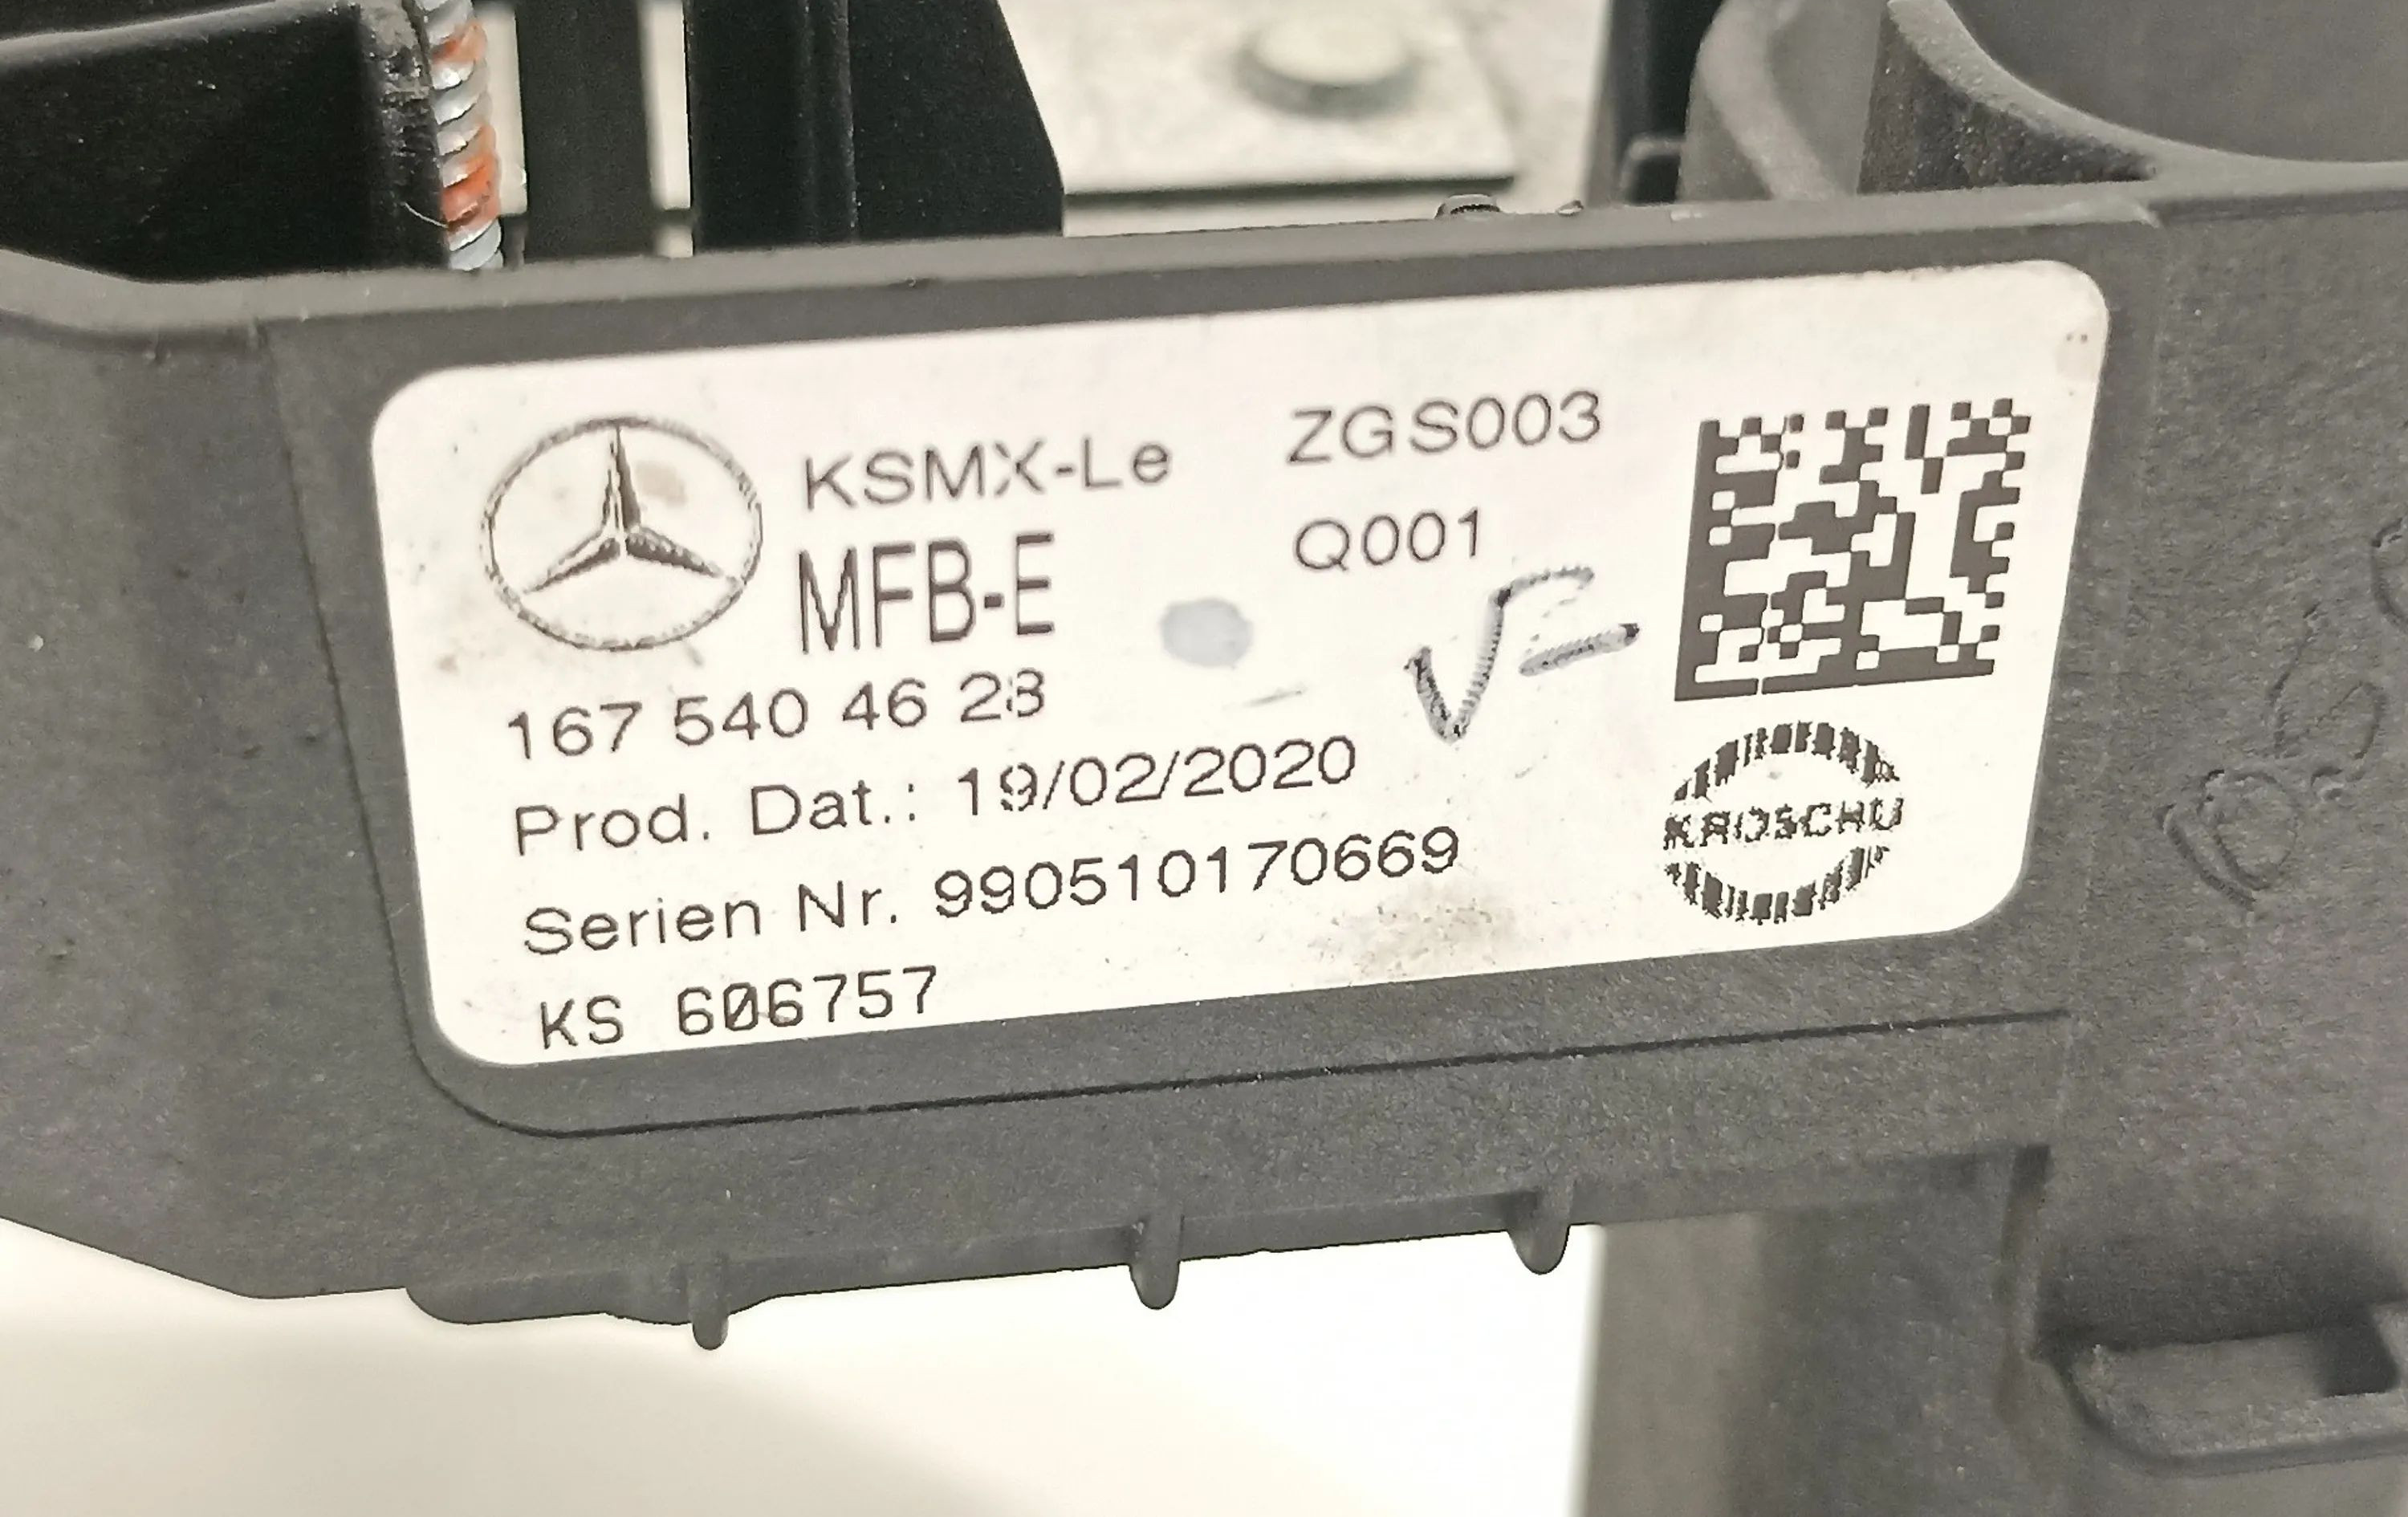 KSMX-Le ZGS003
MFB-E Q001
167 540 46 28
Prod. Dat.: 19/02/2020
Serien Nr. 990510170669
KS 606757
KROSCHU